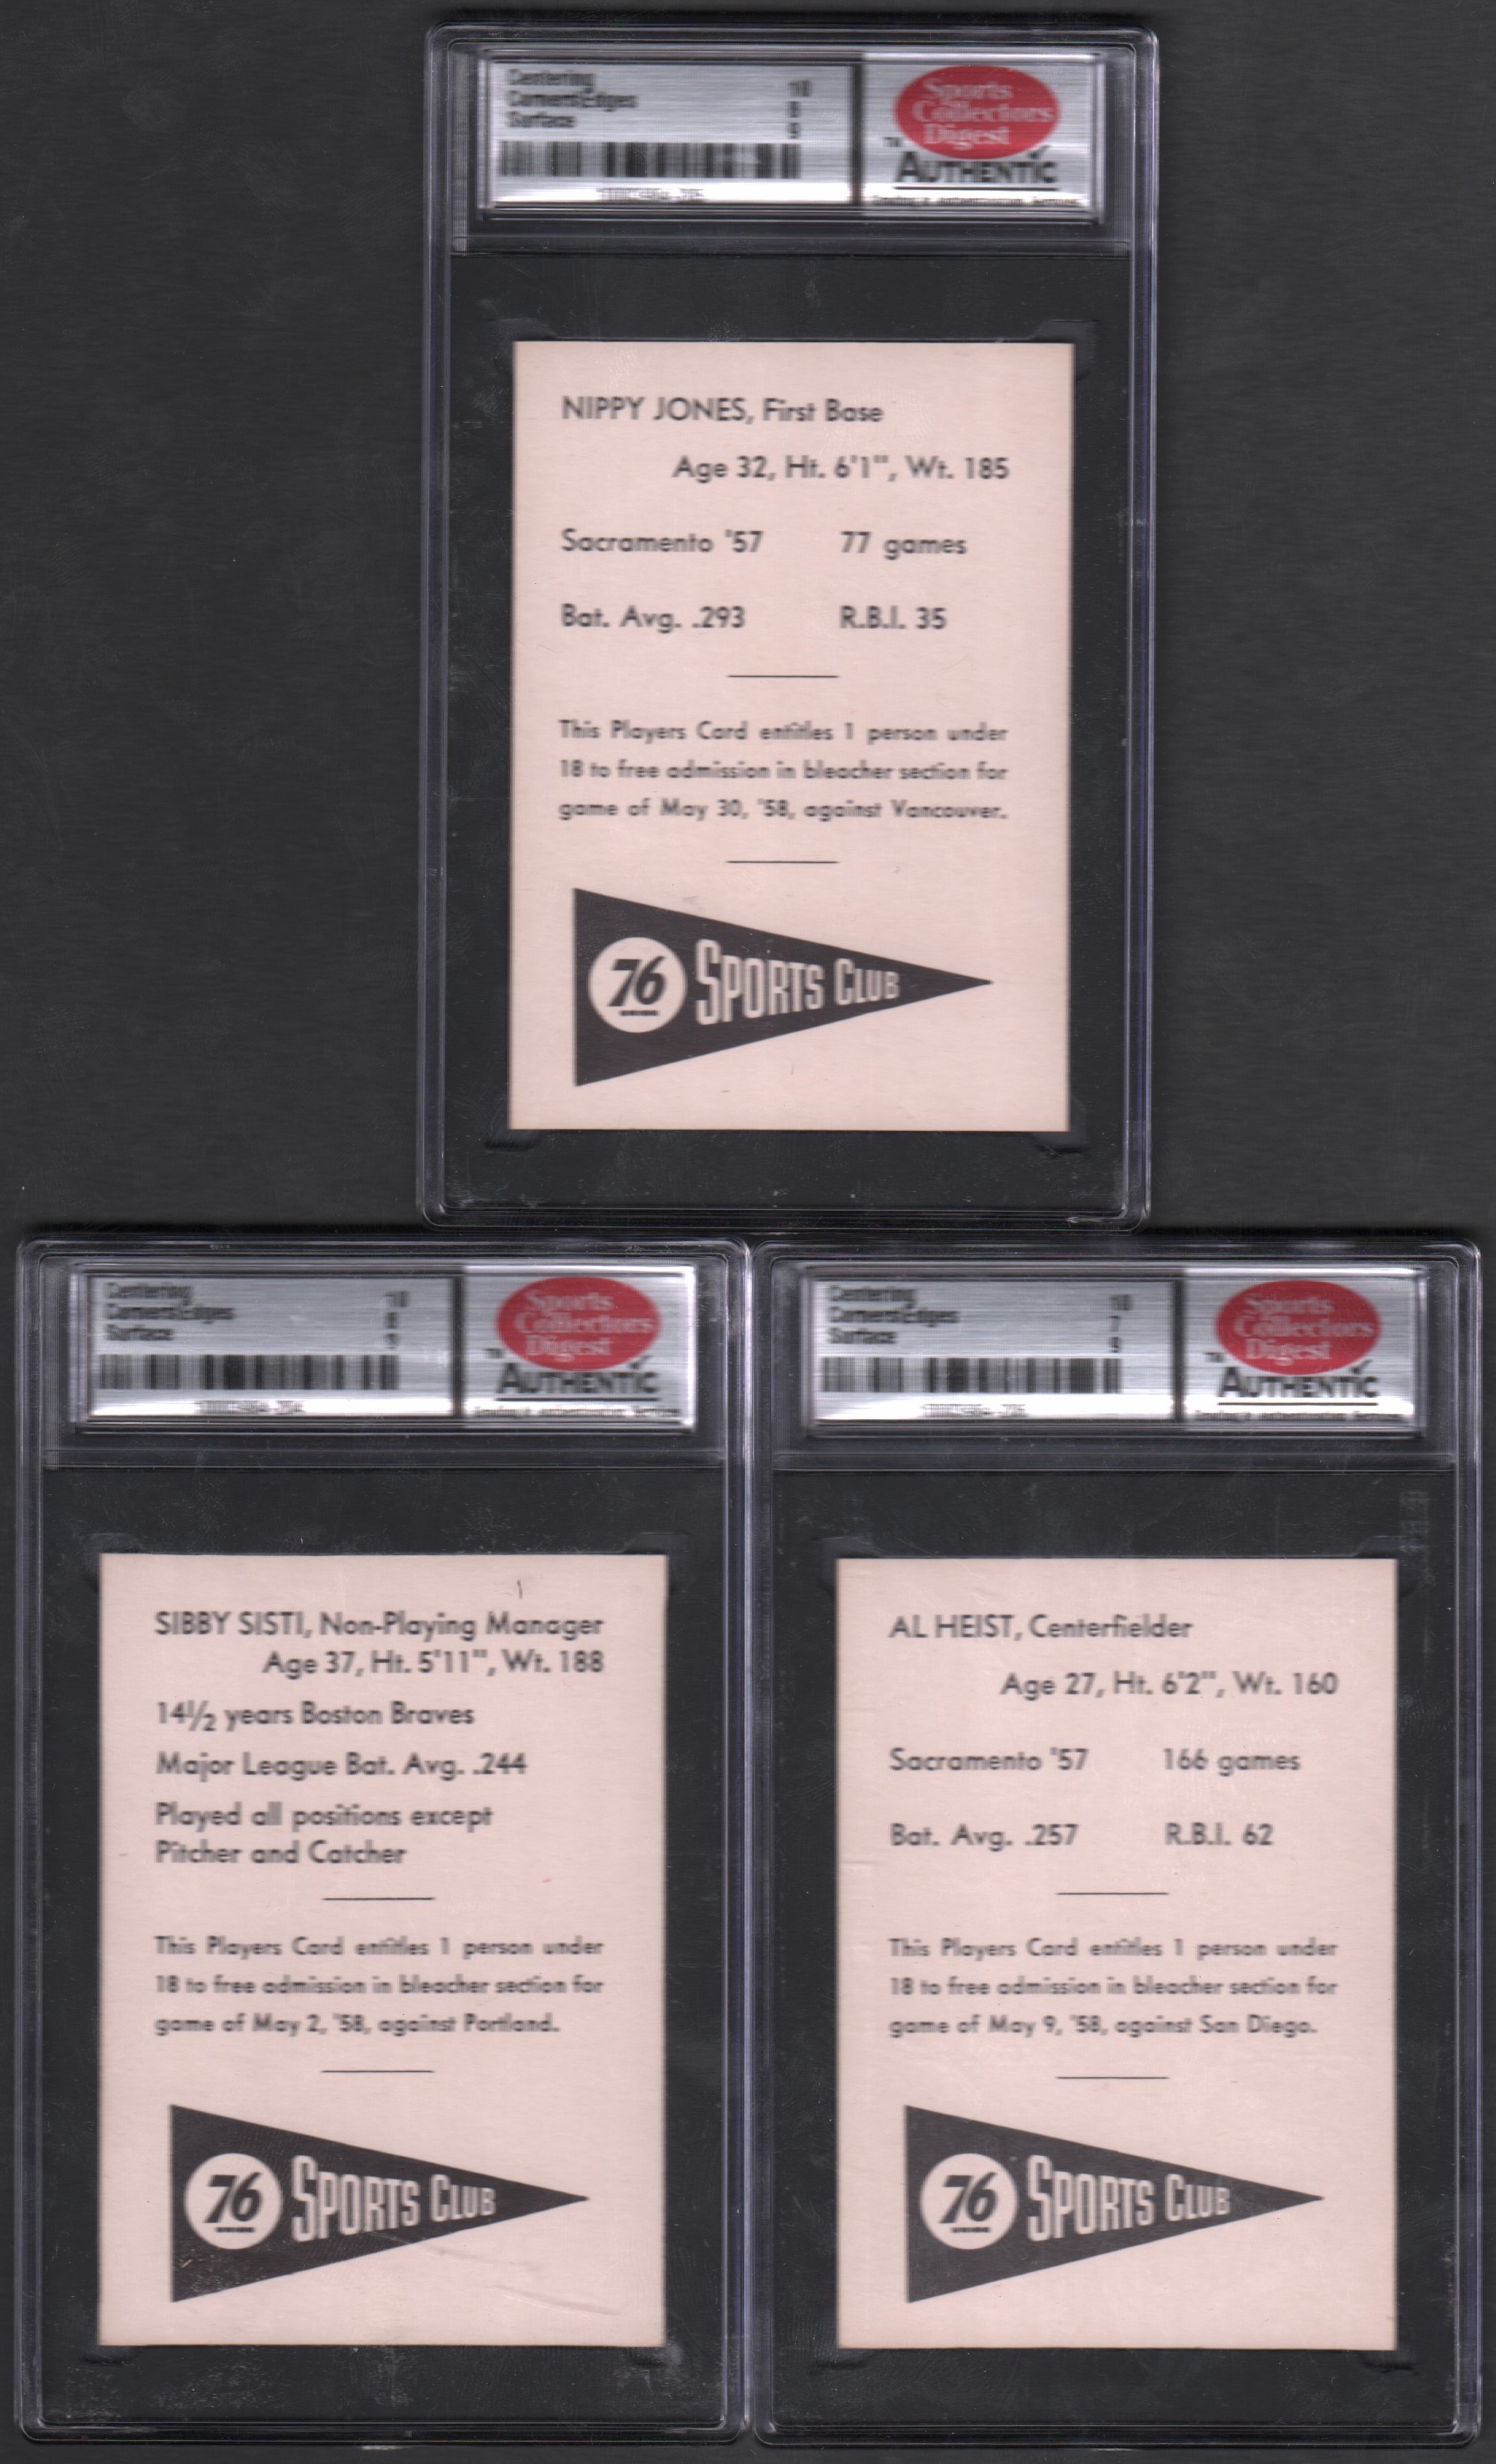 Centering 10
Corners/Edges 8
Surface 9
Sports
Collectors
Digest
TM
AUTHENTIC
NIPPY JONES, First Base
Age 32, Ht. 6'1", Wt. 185
Sacramento '57 77 games
Bat. Avg. .293 R.B.I. 35
This Players Card entitles 1 person under
18 to free admission in bleacher section for
game of May 30, '58, against Vancouver.
76 SPORTS CLUB
UNION
Centering 10
Corners/Edges 8
Surface 9
Sports
Collectors
Digest
TM
AUTHENTIC
SIBBY SISTI, Non-Playing Manager
Age 37, Ht. 5'11", Wt. 188
14½ years Boston Braves
Major League Bat. Avg. .244
Played all positions except
Pitcher and Catcher
This Players Card entitles 1 person under
18 to free admission in bleacher section for
game of May 2, '58, against Portland.
76 SPORTS CLUB
UNION
Centering 10
Corners/Edges 7
Surface 9
Sports
Collectors
Digest
TM
AUTHENTIC
AL HEIST, Centerfielder
Age 27, Ht. 6'2", Wt. 160
Sacramento '57 166 games
Bat. Avg. .257 R.B.I. 62
This Players Card entitles 1 person under
18 to free admission in bleacher section for
game of May 9, '58, against San Diego.
76 SPORTS CLUB
UNION